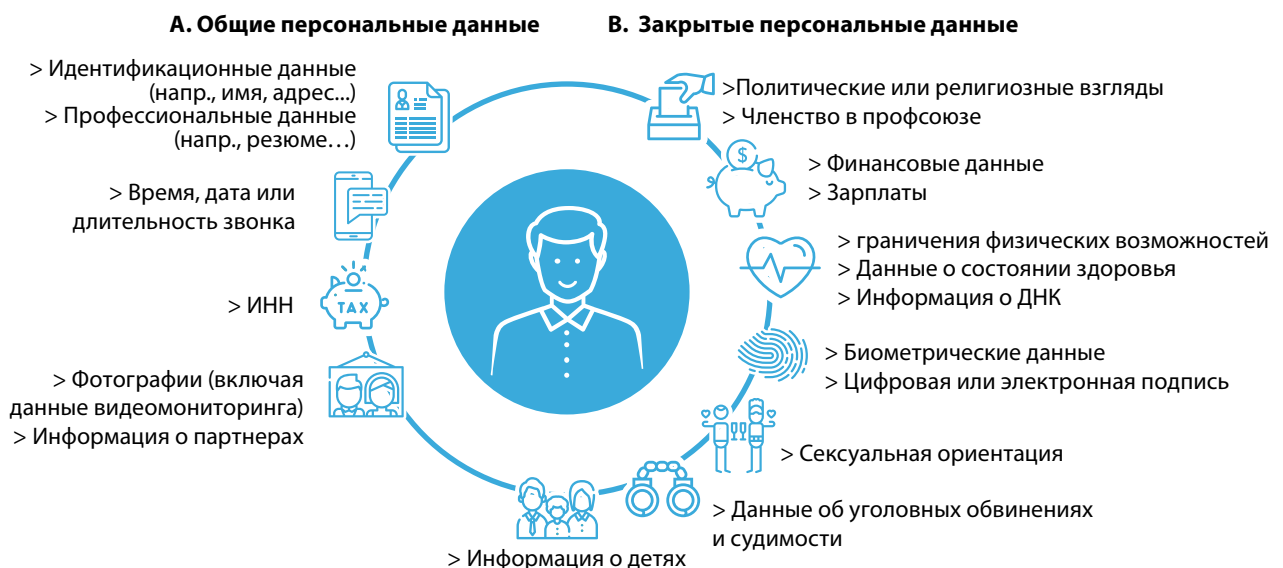 А. Общие персональные данные
В. Закрытые персональные данные
> Идентификационные данные
(напр., имя, адрес...)
> Профессиональные данные
(напр., резюме…)
> Время, дата или
длительность звонка
> ИНН
TAX
> Фотографии (включая
данные видеомониторинга)
> Информация о партнерах
> Информация о детях
>Политические или религиозные взгляды
> Членство в профсоюзе
$
> Финансовые данные
> Зарплаты
> граничения физических возможностей
> Данные о состоянии здоровья
> Информация о ДНК
> Биометрические данные
> Цифровая или электронная подпись
> Сексуальная ориентация
> Данные об уголовных обвинениях
и судимости